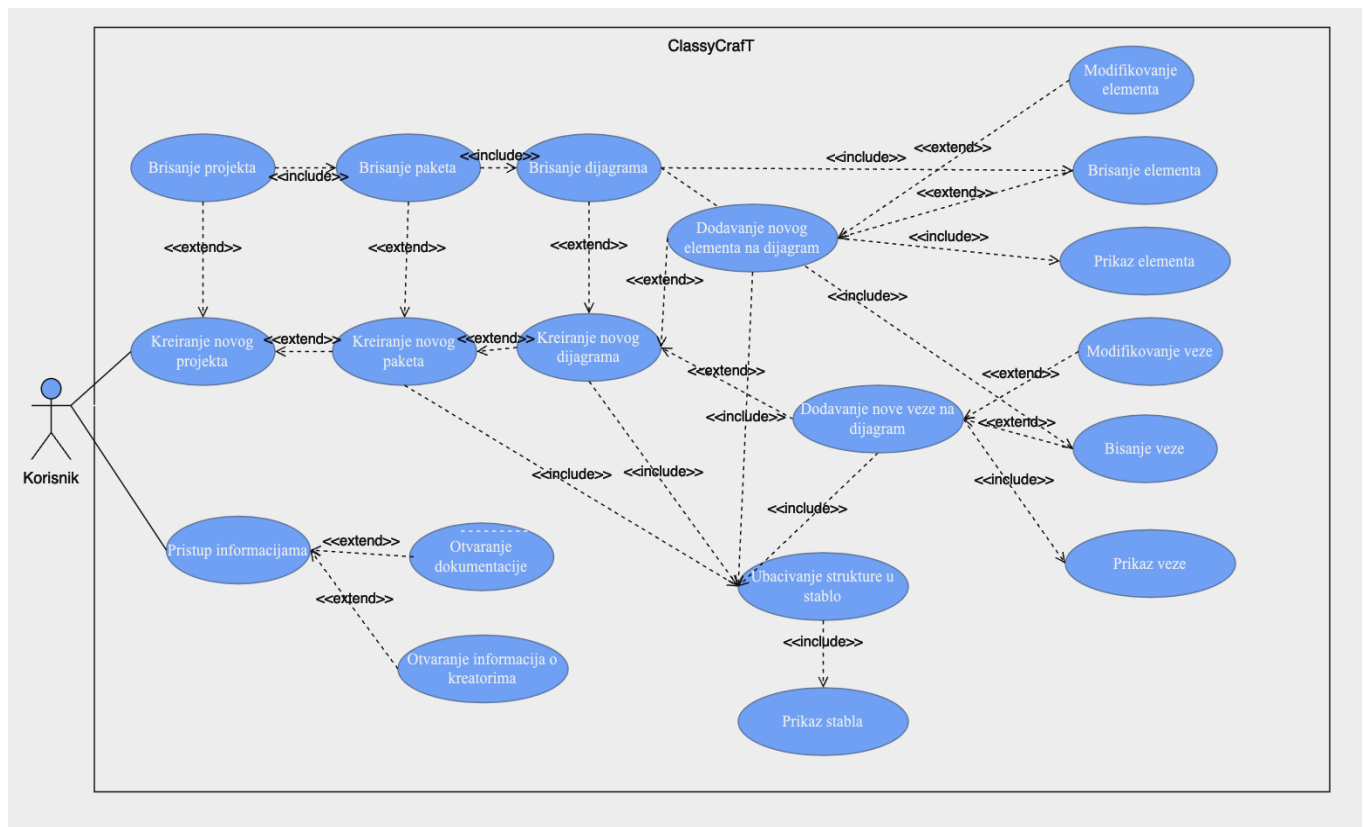 ClassyCrafT
Modifikovanje
elementa
<<extend>>
Brisanje projekta
<<include>>
Brisanje paketa
<<include>>
Brisanje dijagrama
<<include>>
Brisanje elementa
<<extend>>
<<extend>>
<<extend>>
<<extend>>
Dodavanje novog
elementa na dijagram
<<include>>
Prikaz elementa
<<extend>>
<<include>>
Kreiranje novog
projekta
<<extend>>
Kreiranje novog
paketa
<<extend>>
Kreiranje novog
dijagrama
<<extend>>
Modifikovanje veze
<<extend>>
<<include>>
Dodavanje nove veze na
dijagram
<<extend>>
Bisanje veze
Korisnik
<<include>>
<<include>>
<<include>>
<<include>>
Pristup informacijama
<<extend>>
Otvaranje
dokumentacije
Prikaz veze
Ubacivanje strukture u
stablo
<<extend>>
<<include>>
Otvaranje informacija o
kreatorima
Prikaz stabla